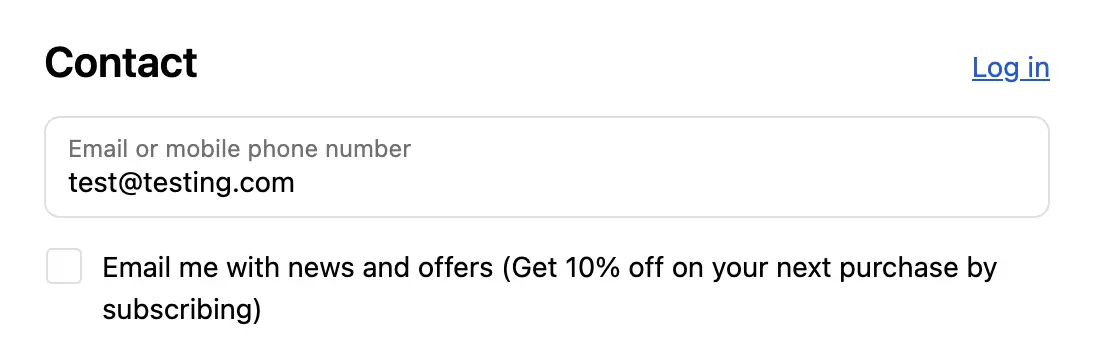 Contact
Log in
Email or mobile phone number
test@testing.com
Email me with news and offers (Get 10% off on your next purchase by
subscribing)